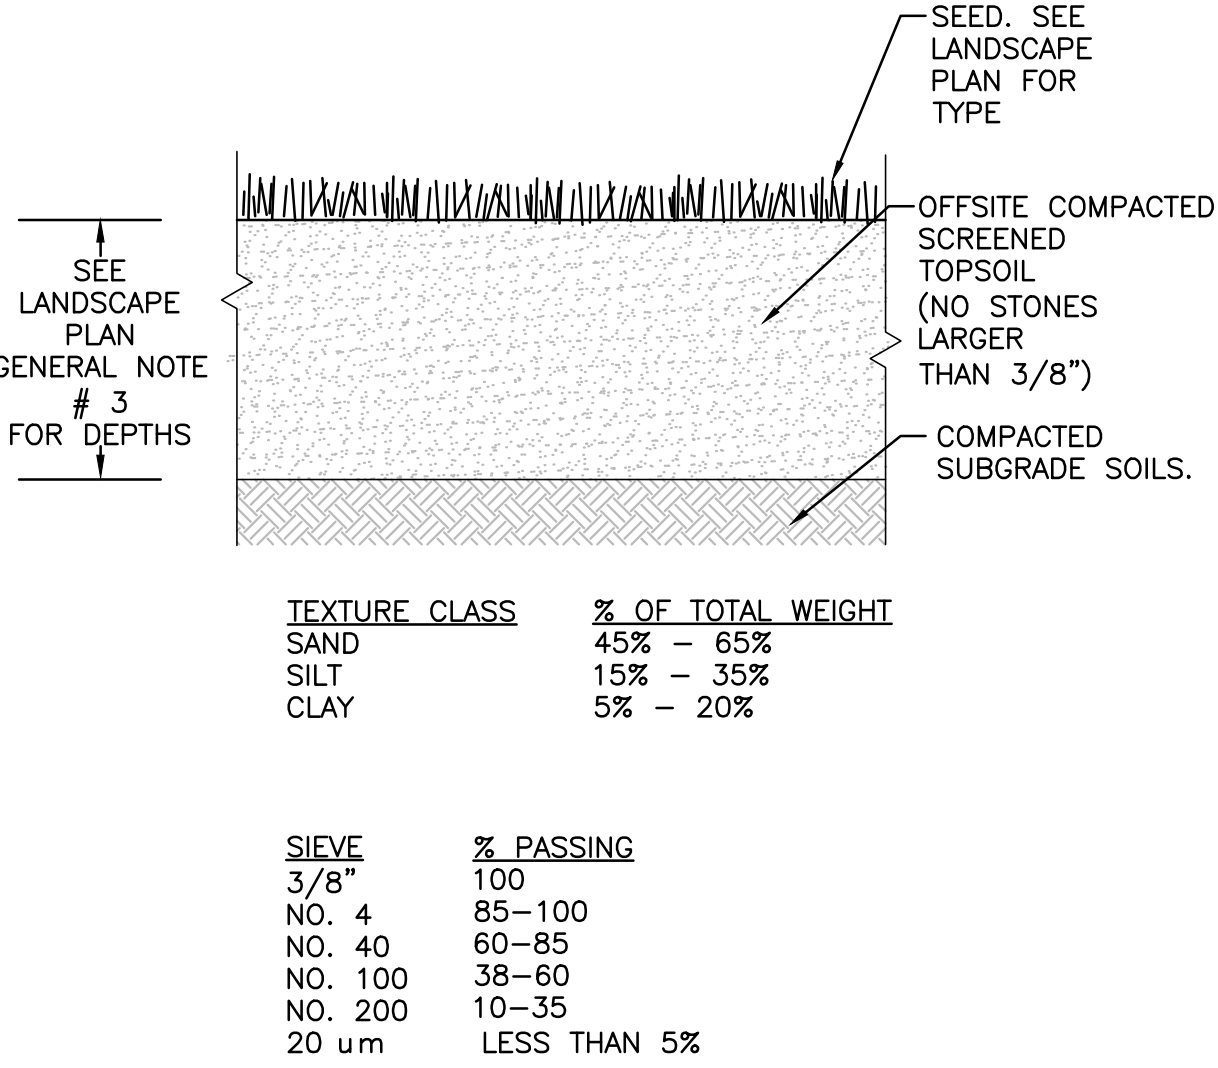 SEED. SEE
LANDSCAPE
PLAN FOR
TYPE
OFFSITE COMPACTED
SCREENED
TOPSOIL
(NO STONES
LARGER
THAN 3/8")
COMPACTED
SUBGRADE SOILS.
SEE
LANDSCAPE
PLAN
GENERAL NOTE
# 3
FOR DEPTHS
TEXTURE CLASS % OF TOTAL WEIGHT
SAND 45% – 65%
SILT 15% – 35%
CLAY 5% – 20%
SIEVE % PASSING
3/8" 100
NO. 4 85–100
NO. 40 60–85
NO. 100 38–60
NO. 200 10–35
20 um LESS THAN 5%